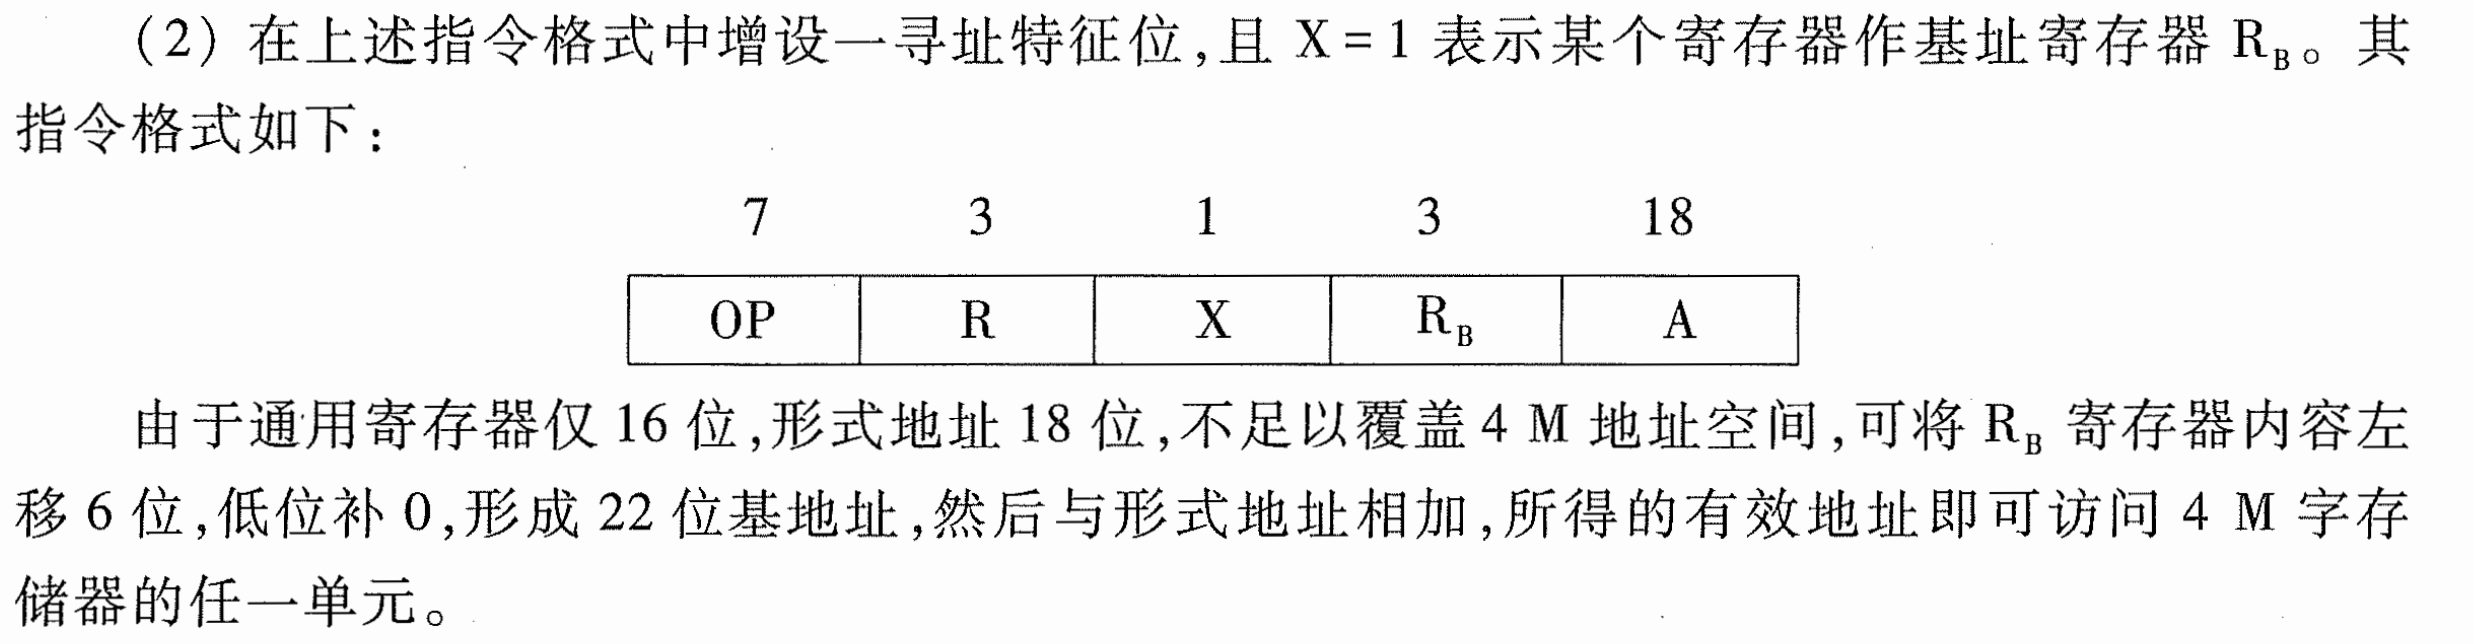 (2) 在上述指令格式中增设一寻址特征位,且 X = 1 表示某个寄存器作基址寄存器 R_B。其
指令格式如下:
7 3 1 3 18
OP R X R_B A
由于通用寄存器仅 16 位,形式地址 18 位,不足以覆盖 4 M 地址空间,可将 R_B 寄存器内容左
移 6 位,低位补 0,形成 22 位基地址,然后与形式地址相加,所得的有效地址即可访问 4 M 字存
储器的任一单元。